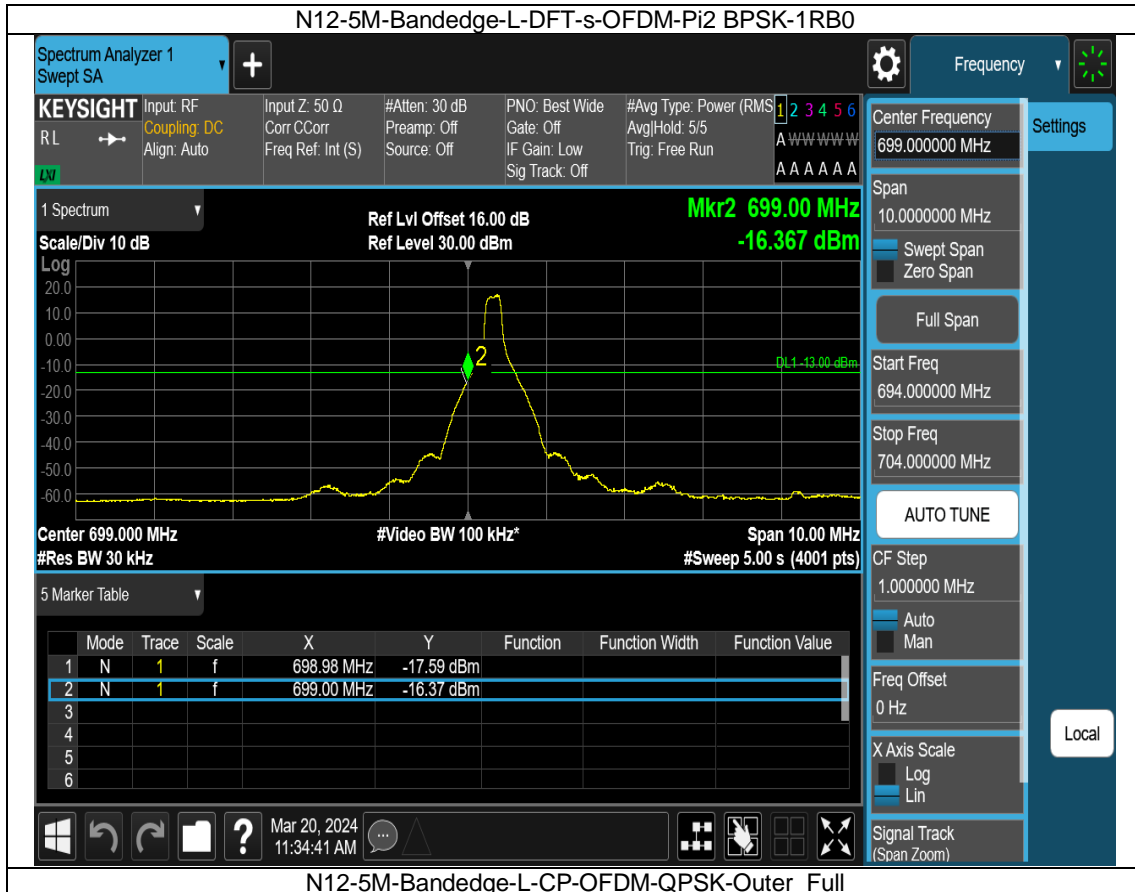 N12-5M-Bandedge-L-DFT-s-OFDM-Pi2 BPSK-1RB0
Spectrum Analyzer 1
Swept SA
+
Frequency
KEYSIGHT
RL
LXI
Input: RF
Coupling: DC
Align: Auto
Input Z: 50 Ω
Corr CCorr
Freq Ref: Int (S)
#Atten: 30 dB
Preamp: Off
Source: Off
PNO: Best Wide
Gate: Off
IF Gain: Low
Sig Track: Off
#Avg Type: Power (RMS
Avg|Hold: 5/5
Trig: Free Run
1 2 3 4 5 6
A W W W W W
A A A A A A
1 Spectrum
Scale/Div 10 dB
Ref Lvl Offset 16.00 dB
Ref Level 30.00 dBm
Mkr2 699.00 MHz
-16.367 dBm
Log
20.0
10.0
0.00
-10.0
-20.0
-30.0
-40.0
-50.0
-60.0
2
DL1 -13.00 dBm
Center 699.000 MHz
#Video BW 100 kHz*
Span 10.00 MHz
#Res BW 30 kHz
#Sweep 5.00 s (4001 pts)
5 Marker Table
Mode Trace Scale X Y Function Function Width Function Value
1 N 1 f 698.98 MHz -17.59 dBm
2 N 1 f 699.00 MHz -16.37 dBm
3
4
5
6
?
Mar 20, 2024
11:34:41 AM
Center Frequency
699.000000 MHz
Settings
Span
10.0000000 MHz
Swept Span
Zero Span
Full Span
Start Freq
694.000000 MHz
Stop Freq
704.000000 MHz
AUTO TUNE
CF Step
1.000000 MHz
Auto
Man
Freq Offset
0 Hz
X Axis Scale
Log
Lin
Local
Signal Track
(Span Zoom)
N12-5M-Bandedge-L-CP-OFDM-QPSK-Outer_Full